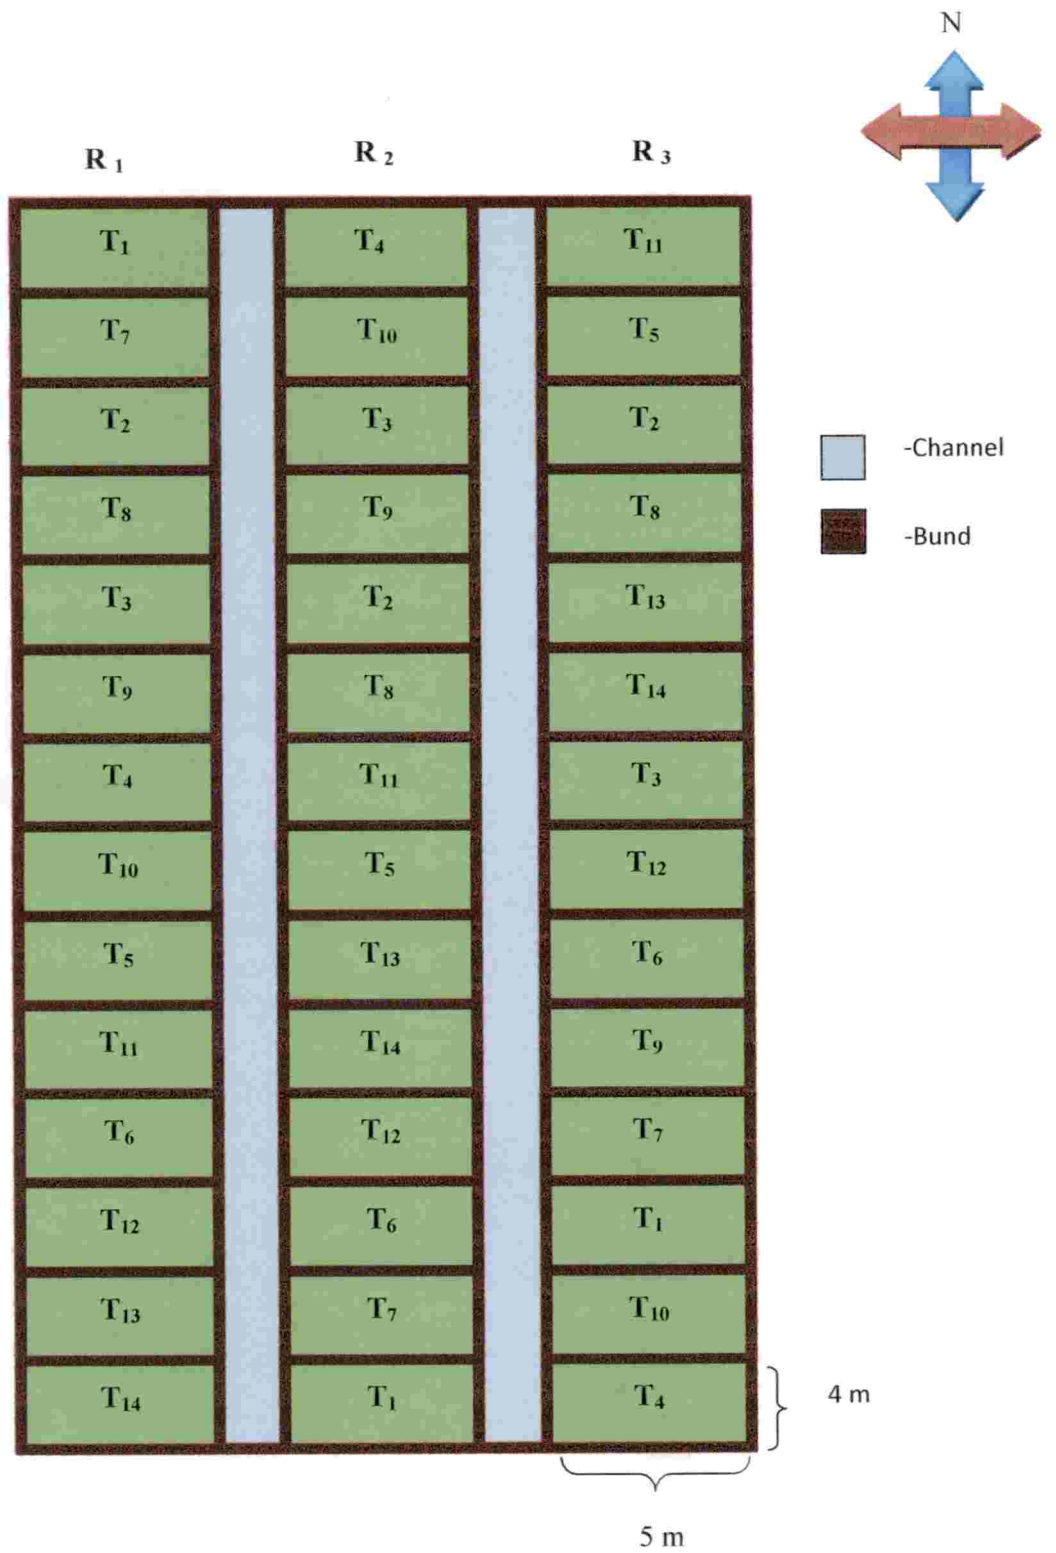 N
R 1 R 2 R 3
T1 T4 T11
T7 T10 T5
T2 T3 T2
-Channel
T8 T9 T8
-Bund
T3 T2 T13
T9 T8 T14
T4 T11 T3
T10 T5 T12
T5 T13 T6
T11 T14 T9
T6 T12 T7
T12 T6 T1
T13 T7 T10
T14 T1 T4
4 m
5 m